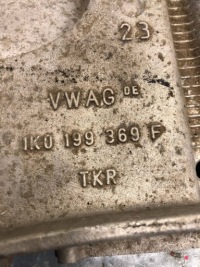 23
VWAG DE
1K0 199 369 F
TKR